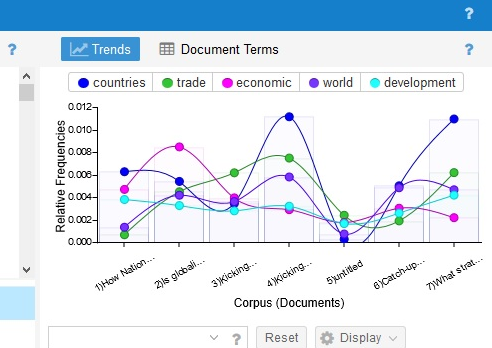 ?
? Trends Document Terms ?
countries trade economic world development
0.012
0.010
0.008
0.006
0.004
0.002
0.000
Relative Frequencies
1)How Nation...
2)Is globali...
3)Kicking...
4)Kicking...
5)untitled
6)Catch-up...
7)What strat...
Corpus (Documents)
? Reset Display